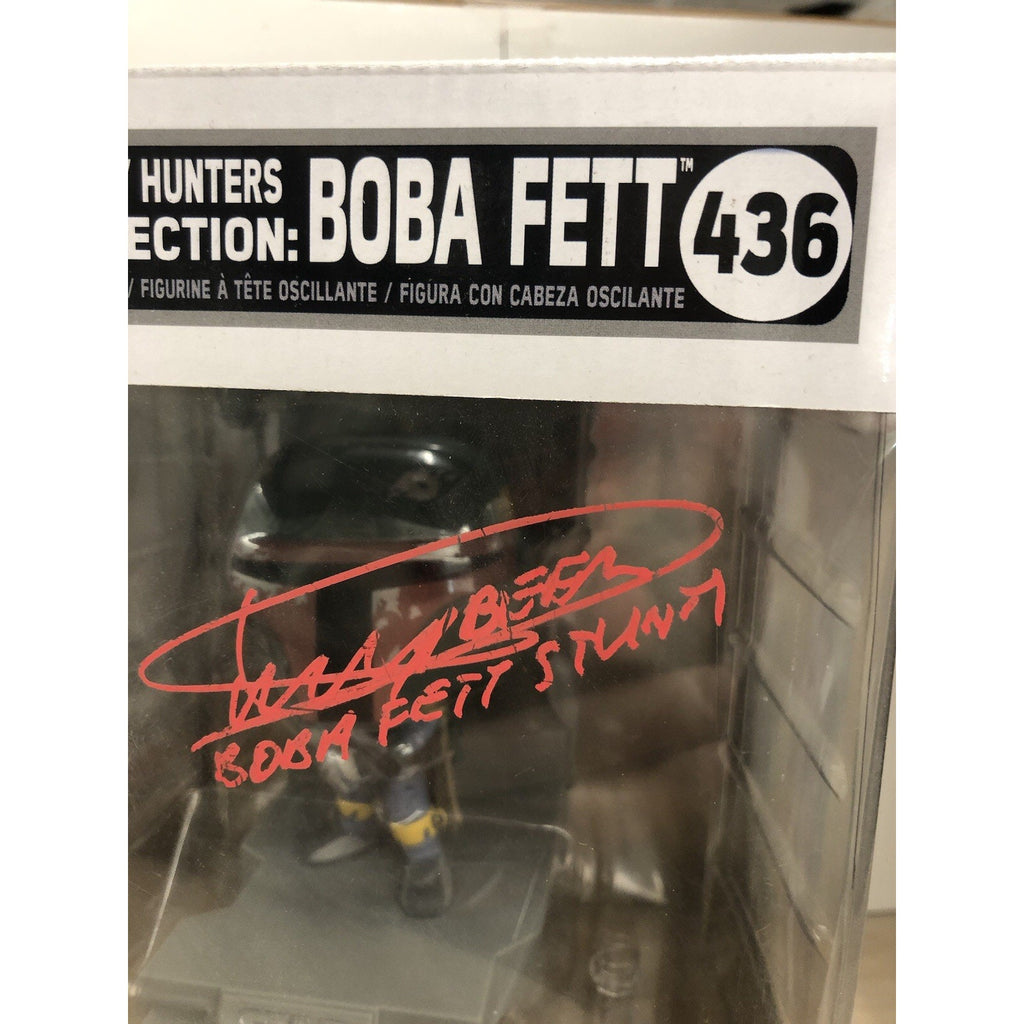 HUNTERS
ECTION: BOBA FETT™ 436
/ FIGURINE À TÊTE OSCILLANTE / FIGURA CON CABEZA OSCILANTE
BOBA FETT STUNT